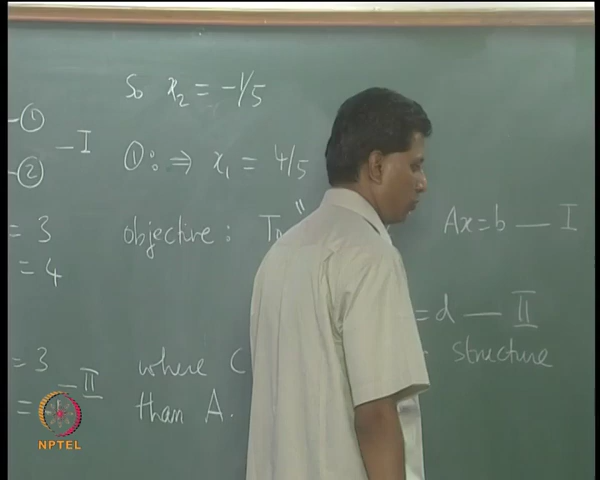 So x₂ = -1/5
-①
- I
-②
①: ⇒ x₁ = 4/5
= 3
= 4
objective: To "
Ax = b — I
= d — II
= 3
- II
=
where C structure
than A.
NPTEL